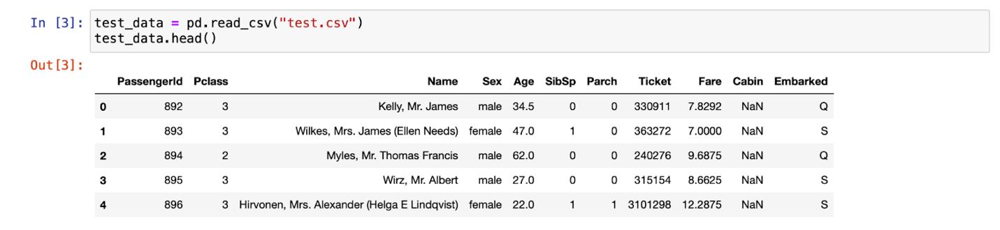 In [3]: test_data = pd.read_csv("test.csv")
test_data.head()
Out[3]:
PassengerId Pclass Name Sex Age SibSp Parch Ticket Fare Cabin Embarked
0 892 3 Kelly, Mr. James male 34.5 0 0 330911 7.8292 NaN Q
1 893 3 Wilkes, Mrs. James (Ellen Needs) female 47.0 1 0 363272 7.0000 NaN S
2 894 2 Myles, Mr. Thomas Francis male 62.0 0 0 240276 9.6875 NaN Q
3 895 3 Wirz, Mr. Albert male 27.0 0 0 315154 8.6625 NaN S
4 896 3 Hirvonen, Mrs. Alexander (Helga E Lindqvist) female 22.0 1 1 3101298 12.2875 NaN S